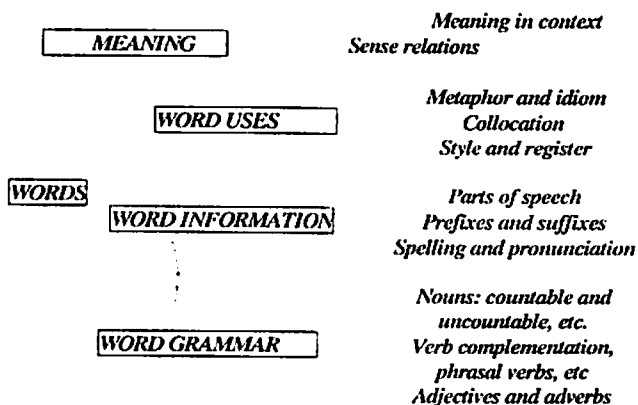 MEANING
Meaning in context
Sense relations
WORD USES
Metaphor and idiom
Collocation
Style and register
WORDS
WORD INFORMATION
Parts of speech
Prefixes and suffixes
Spelling and pronunciation
WORD GRAMMAR
Nouns: countable and
uncountable, etc.
Verb complementation,
phrasal verbs, etc
Adjectives and adverbs